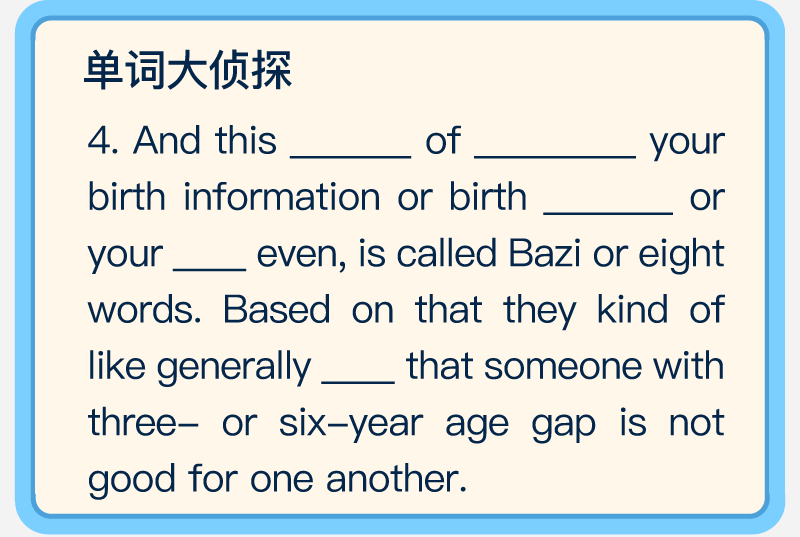 单词大侦探
4. And this ______ of ________ your
birth information or birth ______ or
your ____ even, is called Bazi or eight
words. Based on that they kind of
like generally ____ that someone with
three- or six-year age gap is not
good for one another.